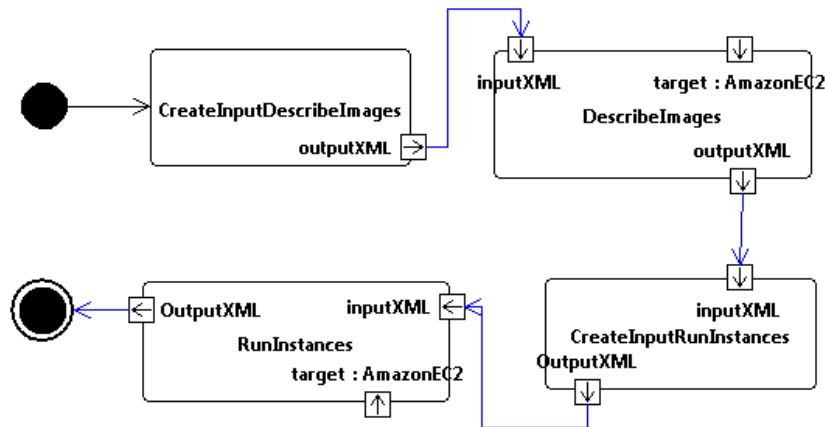 CreateInputDescribeImages
outputXML
inputXML
target : AmazonEC2
DescribeImages
outputXML
inputXML
CreateInputRunInstances
OutputXML
inputXML
OutputXML
RunInstances
target : AmazonEC2